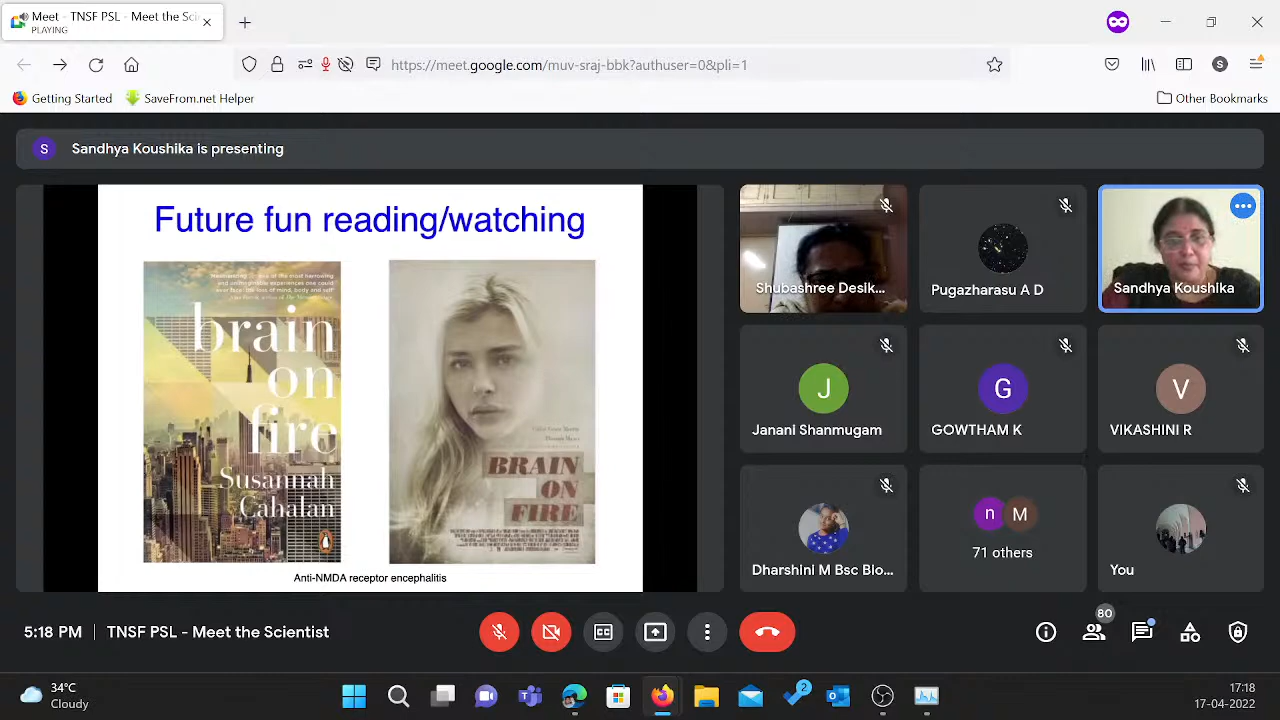 Meet - TNSF PSL - Meet the Scie
PLAYING
https://meet.google.com/muv-sraj-bbk?authuser=0&pli=1
S
Getting Started
SaveFrom.net Helper
Other Bookmarks
S
Sandhya Koushika is presenting
Future fun reading/watching
brain
on
fire
Susannah
Cahalan
BRAIN
ON
FIRE
Anti-NMDA receptor encephalitis
Shubashree Desik...
Pugazharasu A D
Sandhya Koushika
J
Janani Shanmugam
G
GOWTHAM K
V
VIKASHINI R
Dharshini M Bsc Blo...
n
M
71 others
You
5:18 PM
TNSF PSL - Meet the Scientist
80
34°C
Cloudy
2
17:18
17-04-2022